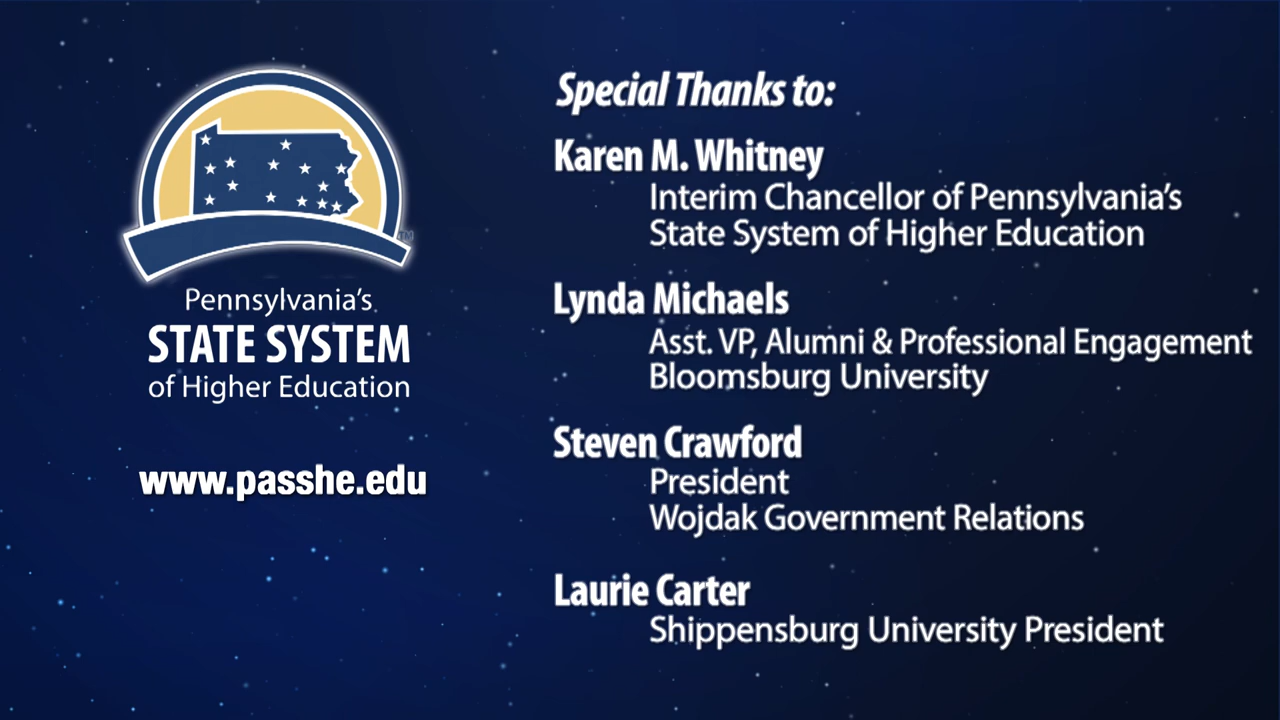 Pennsylvania's
STATE SYSTEM
of Higher Education
www.passhe.edu
Special Thanks to:
Karen M. Whitney
Interim Chancellor of Pennsylvania's
State System of Higher Education
Lynda Michaels
Asst. VP, Alumni & Professional Engagement
Bloomsburg University
Steven Crawford
President
Wojdak Government Relations
Laurie Carter
Shippensburg University President